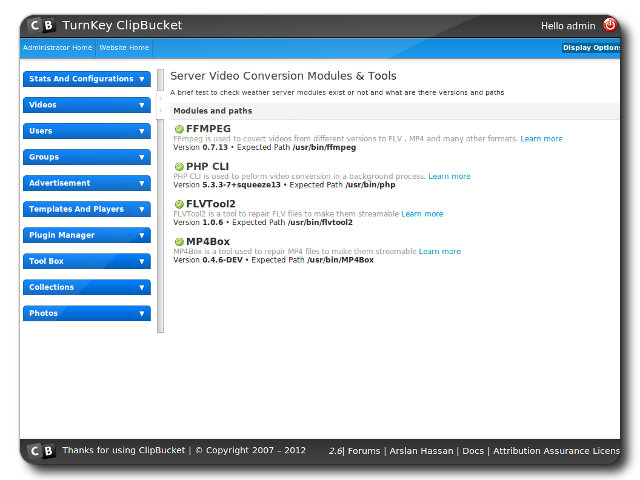 CB TurnKey ClipBucket
Hello admin
Administrator Home Website Home
Display Options
Stats And Configurations ▼
Videos ▼
Users ▼
Groups ▼
Advertisement ▼
Templates And Players ▼
Plugin Manager ▼
Tool Box ▼
Collections ▼
Photos ▼
Server Video Conversion Modules & Tools
A brief test to check weather server modules exist or not and what are there versions and paths
Modules and paths
FFMPEG
FFmpeg is used to covert videos from different versions to FLV , MP4 and many other formats. Learn more
Version 0.7.13 • Expected Path /usr/bin/ffmpeg
PHP CLI
PHP CLI is used to peform video conversion in a background process. Learn more
Version 5.3.3-7+squeeze13 • Expected Path /usr/bin/php
FLVTool2
FLVTool2 is a tool to repair FLV files to make them streamable Learn more
Version 1.0.6 • Expected Path /usr/bin/flvtool2
MP4Box
MP4Box is a tool used to repair MP4 files to make them streamable Learn more
Version 0.4.6-DEV • Expected Path /usr/bin/MP4Box
CB Thanks for using ClipBucket | © Copyright 2007 – 2012
2.6| Forums | Arslan Hassan | Docs | Attribution Assurance Licens